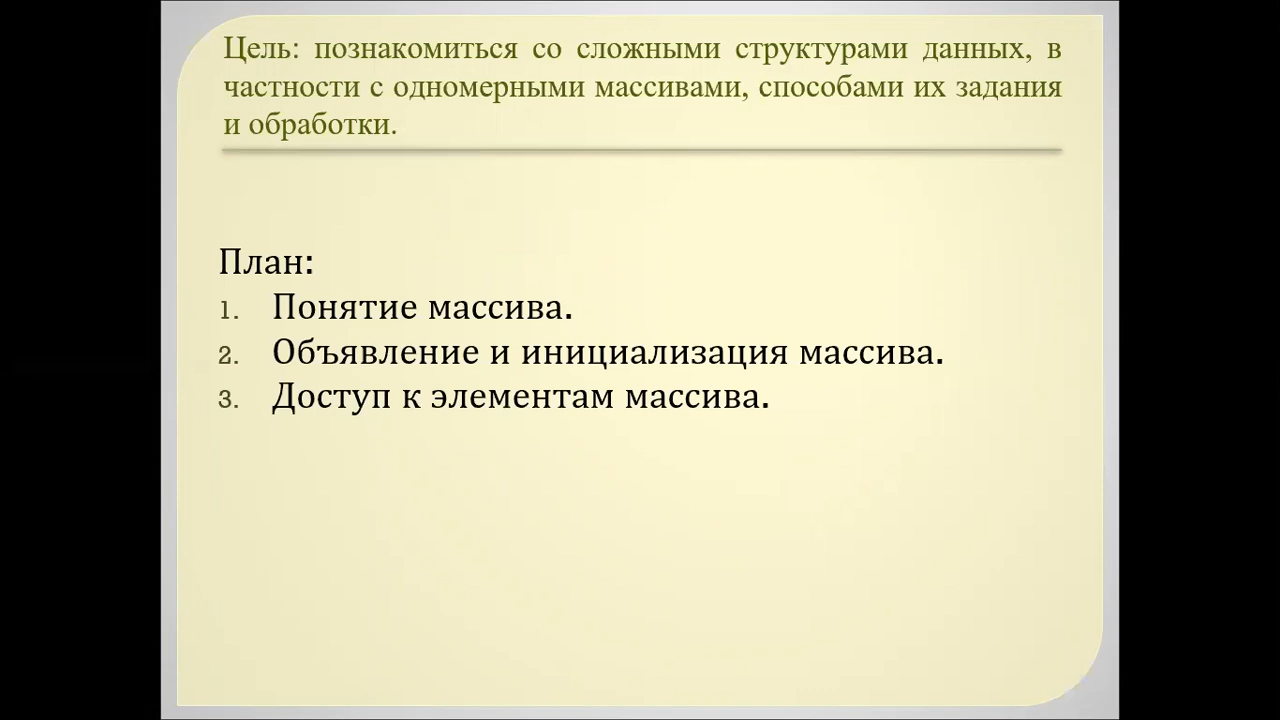 Цель: познакомиться со сложными структурами данных, в
частности с одномерными массивами, способами их задания
и обработки.
План:
1. Понятие массива.
2. Объявление и инициализация массива.
3. Доступ к элементам массива.